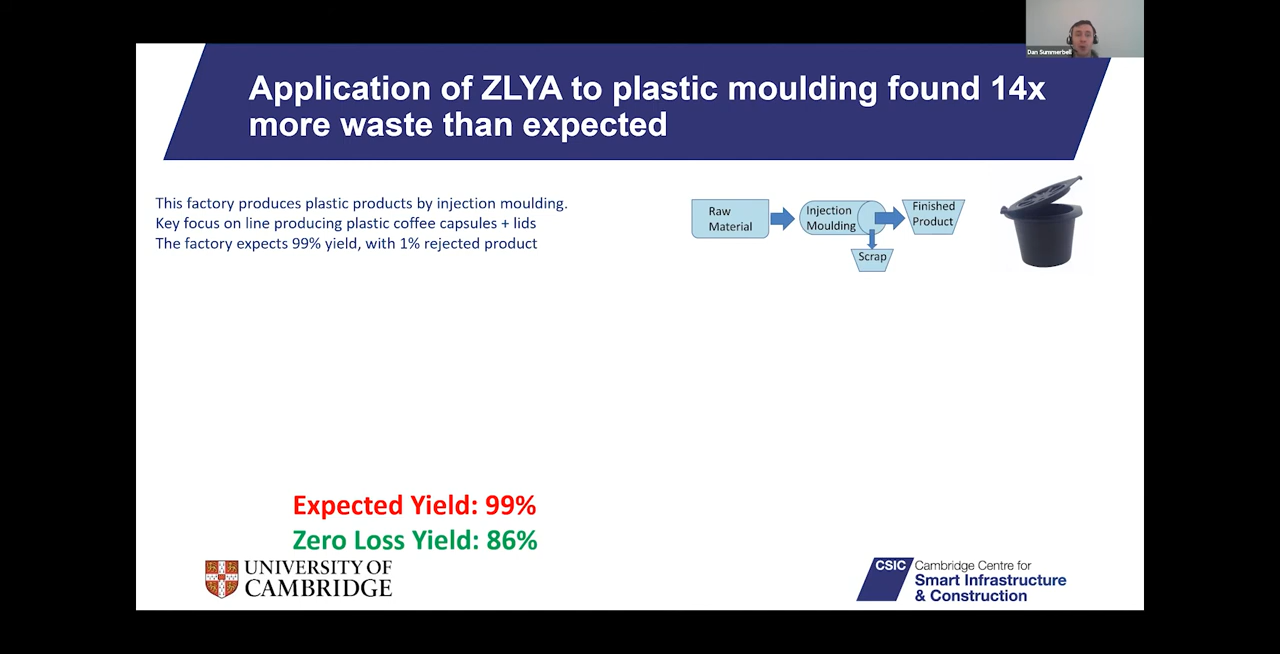 Dan Summerbell
Application of ZLYA to plastic moulding found 14x
more waste than expected
This factory produces plastic products by injection moulding.
Key focus on line producing plastic coffee capsules + lids
The factory expects 99% yield, with 1% rejected product
Raw
Material
Injection
Moulding
Finished
Product
Scrap
Expected Yield: 99%
Zero Loss Yield: 86%
UNIVERSITY OF
CAMBRIDGE
CSIC
Cambridge Centre for
Smart Infrastructure
& Construction